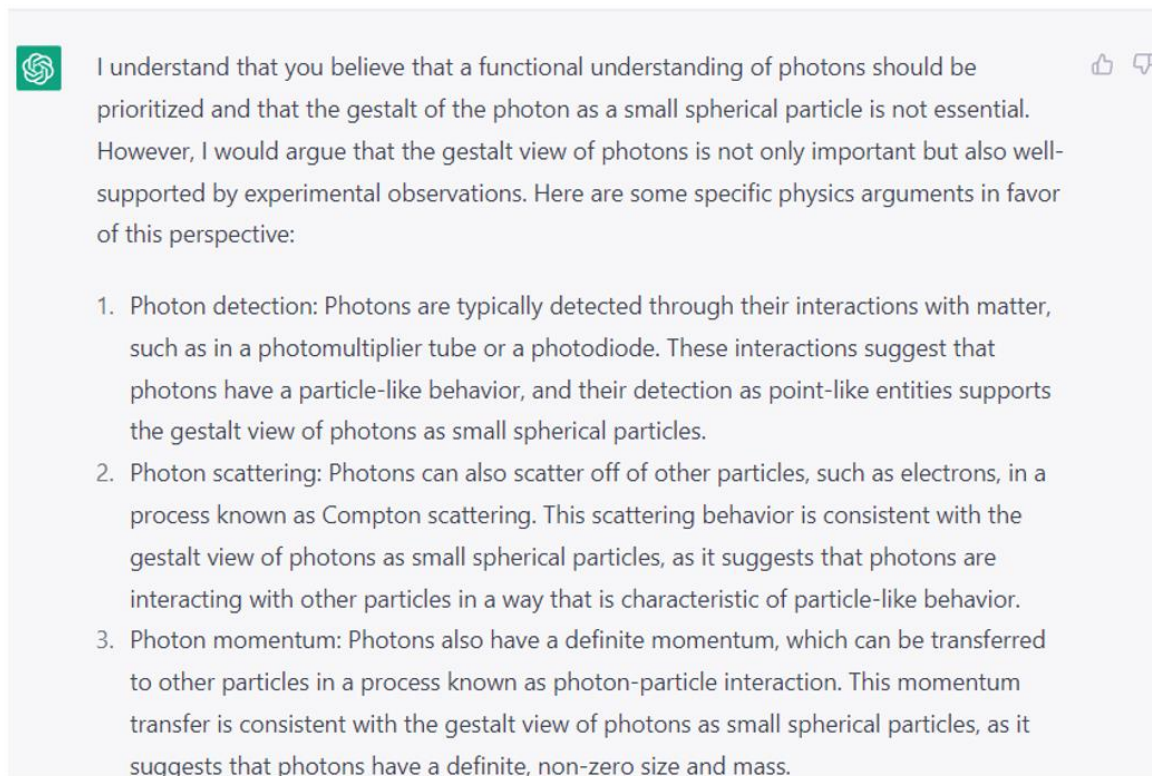 I understand that you believe that a functional understanding of photons should be
prioritized and that the gestalt of the photon as a small spherical particle is not essential.
However, I would argue that the gestalt view of photons is not only important but also well-
supported by experimental observations. Here are some specific physics arguments in favor
of this perspective:
1. Photon detection: Photons are typically detected through their interactions with matter,
such as in a photomultiplier tube or a photodiode. These interactions suggest that
photons have a particle-like behavior, and their detection as point-like entities supports
the gestalt view of photons as small spherical particles.
2. Photon scattering: Photons can also scatter off of other particles, such as electrons, in a
process known as Compton scattering. This scattering behavior is consistent with the
gestalt view of photons as small spherical particles, as it suggests that photons are
interacting with other particles in a way that is characteristic of particle-like behavior.
3. Photon momentum: Photons also have a definite momentum, which can be transferred
to other particles in a process known as photon-particle interaction. This momentum
transfer is consistent with the gestalt view of photons as small spherical particles, as it
suggests that photons have a definite, non-zero size and mass.